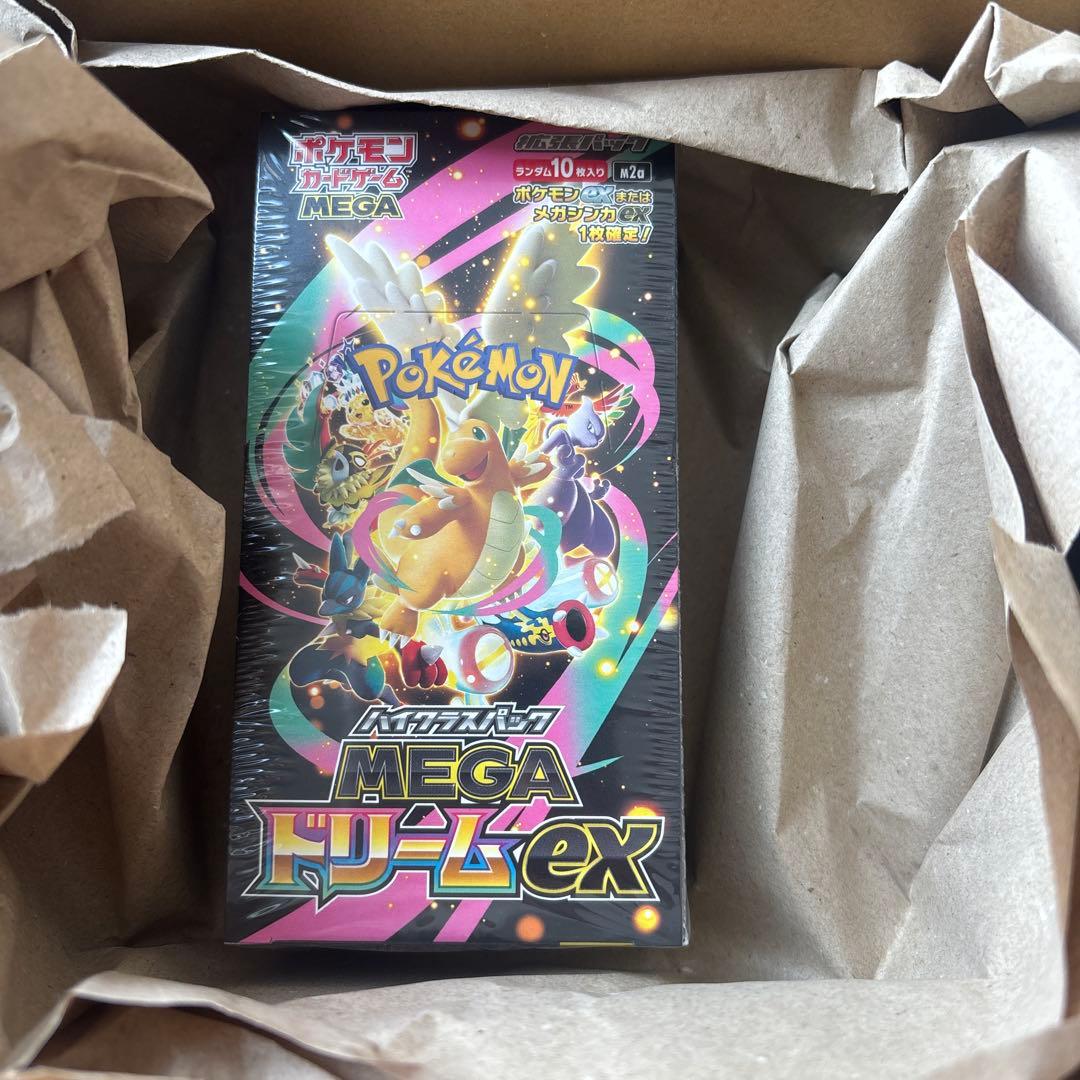 ポケモン
カードゲーム
MEGA
拡張パック
ランダム10枚入り M2a
ポケモンexまたは
メガシンカex
1枚確定!
POKéMON
TM
ハイクラスパック
MEGA
ドリームex